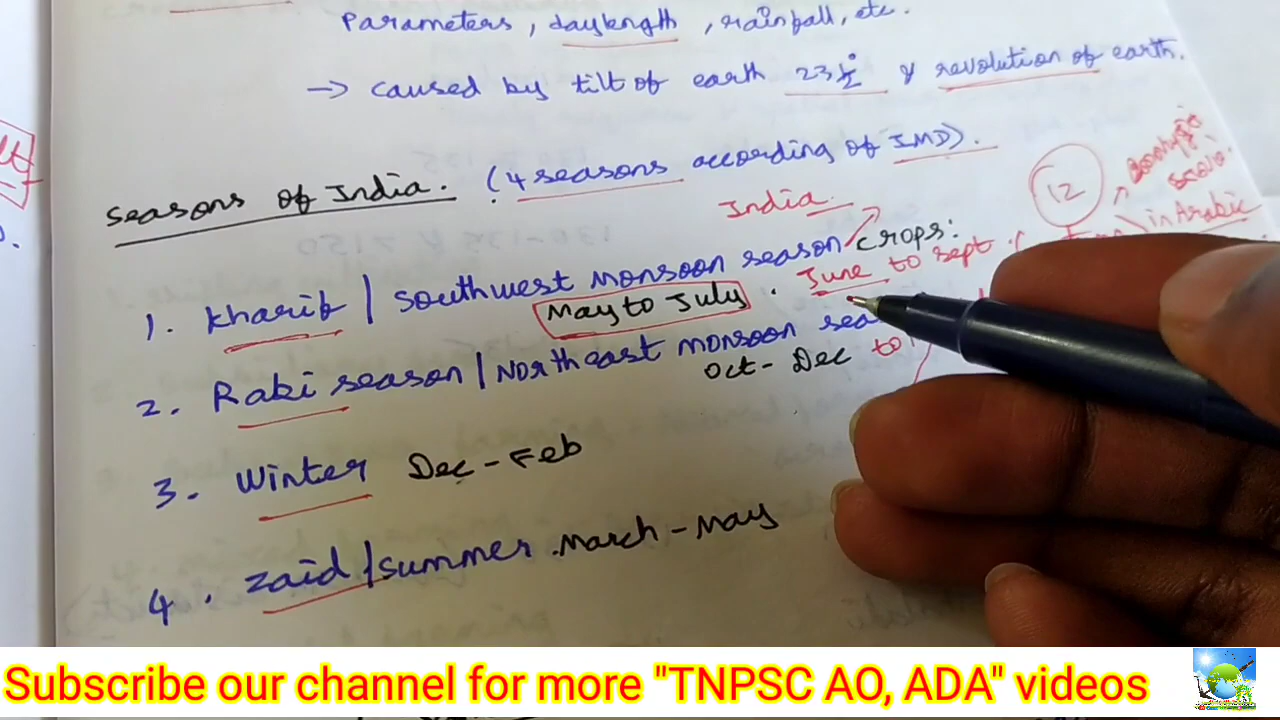 Parameters, daylength, rainfall, etc.
→ caused by tilt of earth 23½° & revolution of earth.
Seasons of India. (4 seasons according of IMD).
India
12
1. Kharif | Southwest monsoon season crops:
May to July . June to sept. in Arabic
2. Rabi season | Northeast monsoon
Oct - Dec to
3. Winter Dec - Feb
4. Zaid / summer March - May
Subscribe our channel for more "TNPSC AO, ADA" videos